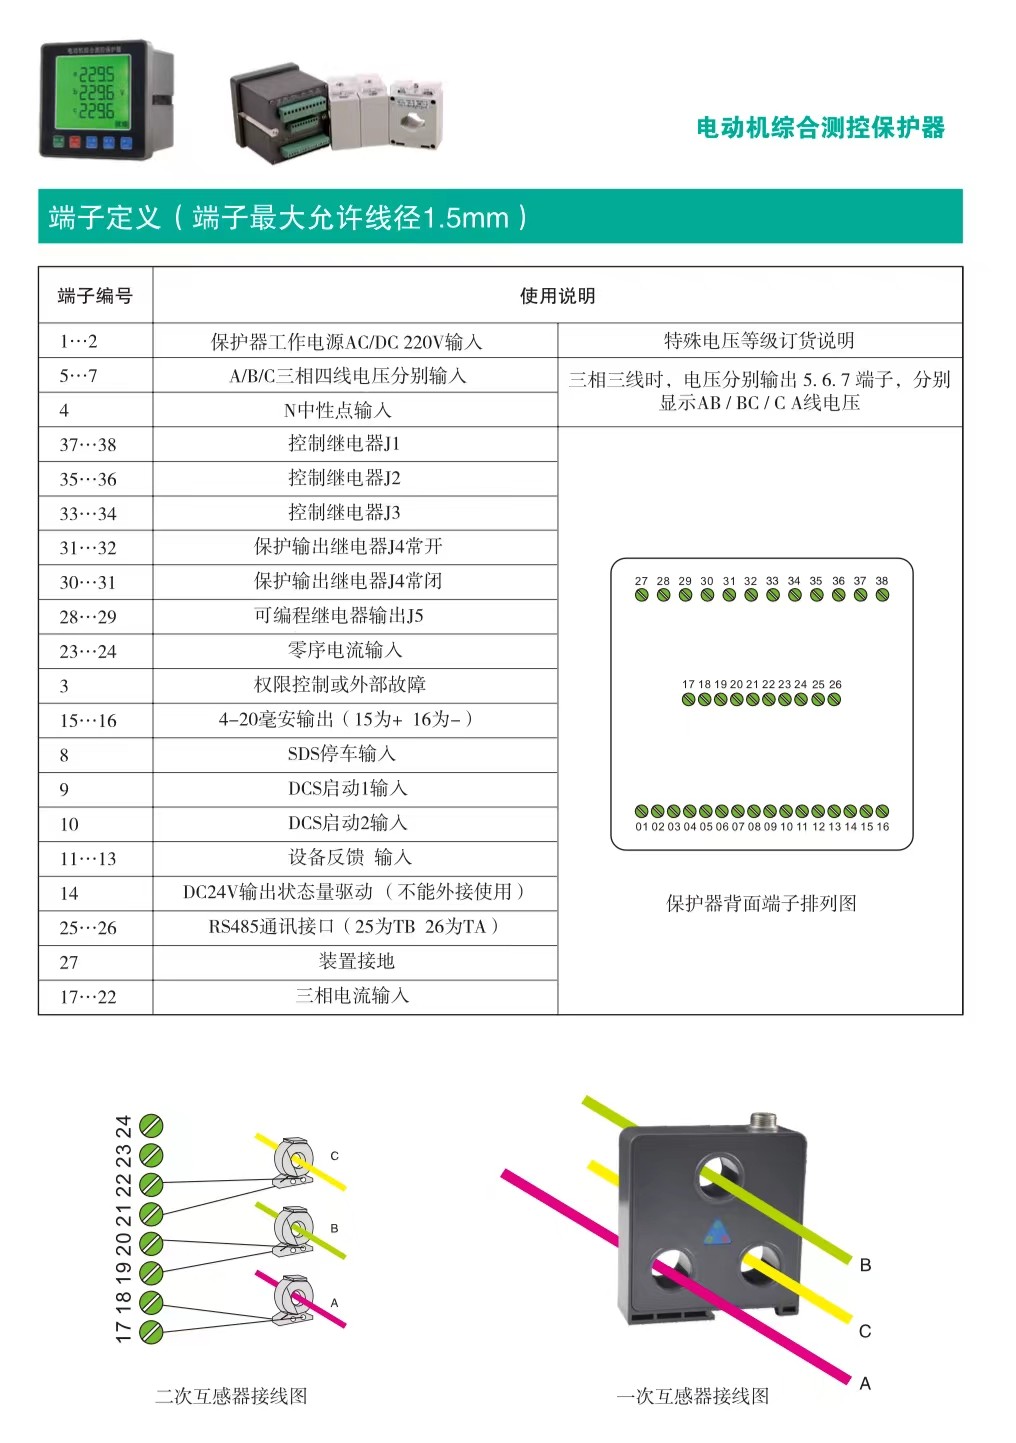 电动机综合测控保护器
229.5
229.6
229.6
电动机综合测控保护器
端子定义（端子最大允许线径1.5mm）
端子编号 使用说明
1…2 保护器工作电源AC/DC 220V输入 特殊电压等级订货说明
5…7 A/B/C三相四线电压分别输入 三相三线时，电压分别输出 5. 6. 7 端子，分别
显示AB / BC / C A线电压
4 N中性点输入
37…38 控制继电器J1
35…36 控制继电器J2
33…34 控制继电器J3
31…32 保护输出继电器J4常开
30…31 保护输出继电器J4常闭
28…29 可编程继电器输出J5
23…24 零序电流输入
3 权限控制或外部故障
15…16 4-20毫安输出（15为+ 16为-）
8 SDS停车输入
9 DCS启动1输入
10 DCS启动2输入
11…13 设备反馈 输入
14 DC24V输出状态量驱动（不能外接使用）
25…26 RS485通讯接口（25为TB 26为TA）
27 装置接地
17…22 三相电流输入
27 28 29 30 31 32 33 34 35 36 37 38
17 18 19 20 21 22 23 24 25 26
01 02 03 04 05 06 07 08 09 10 11 12 13 14 15 16
保护器背面端子排列图
17 18 19 20 21 22 23 24
C
B
A
二次互感器接线图
B
C
A
一次互感器接线图